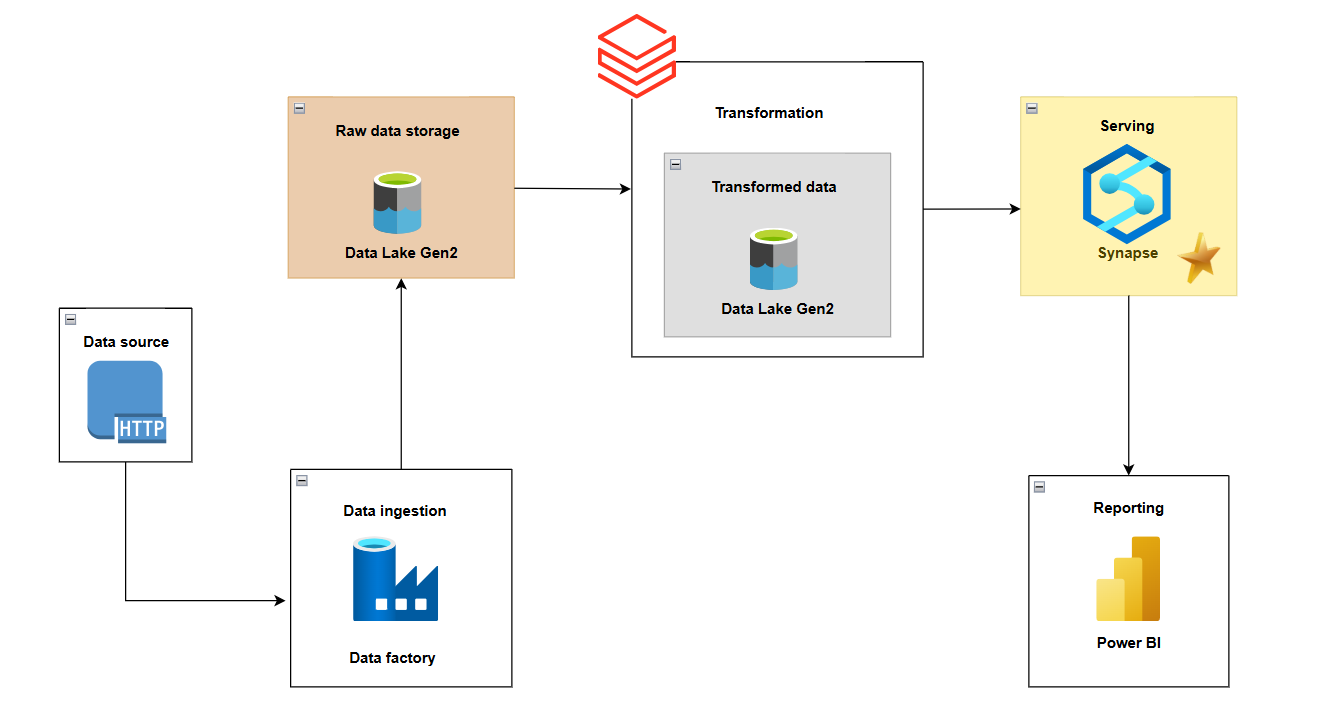 Data source
HTTP
Data ingestion
Data factory
Raw data storage
Data Lake Gen2
Transformation
Transformed data
Data Lake Gen2
Serving
Synapse
Reporting
Power BI